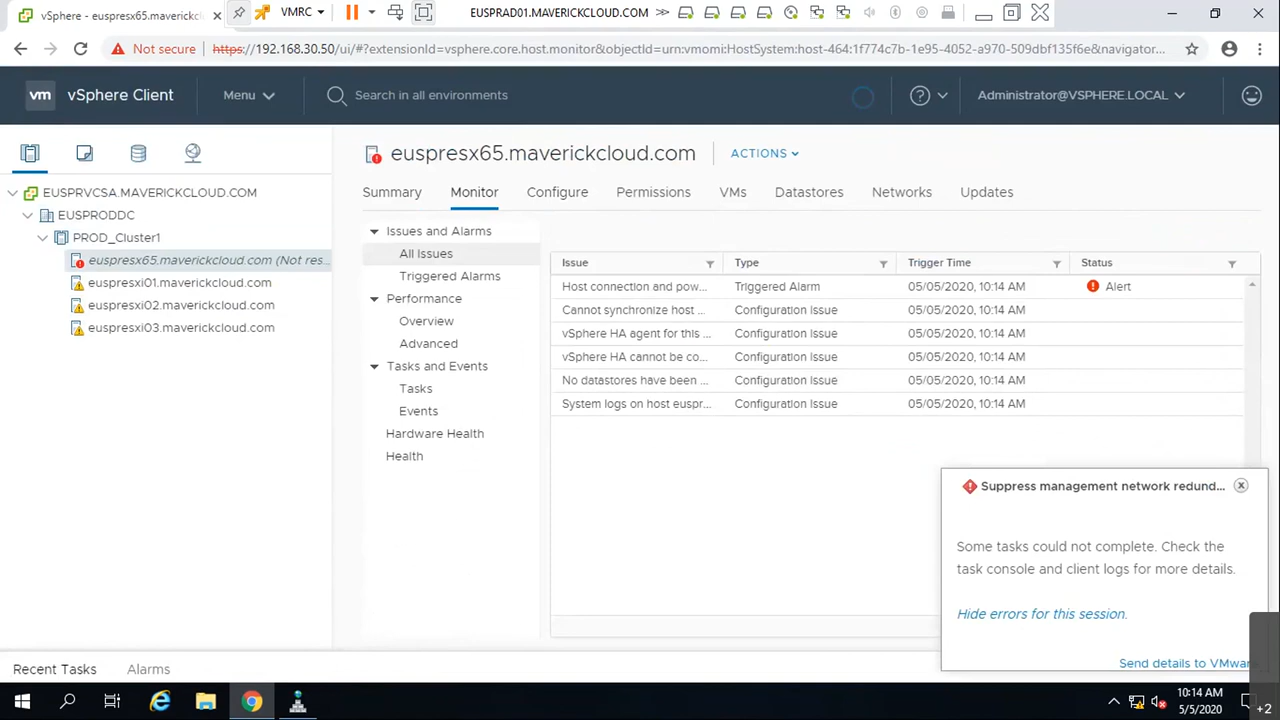 vSphere - euspresx65.maverickclou
VMRC
EUSPRAD01.MAVERICKCLOUD.COM
Not secure
https://192.168.30.50/ui/#?extensionId=vsphere.core.host.monitor&objectId=urn:vmomi:HostSystem:host-464:1f774c7b-1e95-4052-a970-509dbf135f6e&navigator...
vm vSphere Client
Menu
Search in all environments
Administrator@VSPHERE.LOCAL
EUSPRVCSA.MAVERICKCLOUD.COM
EUSPRODDC
PROD_Cluster1
euspresx65.maverickcloud.com (Not res...
euspresxi01.maverickcloud.com
euspresxi02.maverickcloud.com
euspresxi03.maverickcloud.com
euspresx65.maverickcloud.com
ACTIONS
Summary Monitor Configure Permissions VMs Datastores Networks Updates
Issues and Alarms
All Issues
Triggered Alarms
Performance
Overview
Advanced
Tasks and Events
Tasks
Events
Hardware Health
Health
Issue Type Trigger Time Status
Host connection and pow... Triggered Alarm 05/05/2020, 10:14 AM Alert
Cannot synchronize host ... Configuration Issue 05/05/2020, 10:14 AM
vSphere HA agent for this ... Configuration Issue 05/05/2020, 10:14 AM
vSphere HA cannot be co... Configuration Issue 05/05/2020, 10:14 AM
No datastores have been ... Configuration Issue 05/05/2020, 10:14 AM
System logs on host euspr... Configuration Issue 05/05/2020, 10:14 AM
Suppress management network redund...
Some tasks could not complete. Check the
task console and client logs for more details.
Hide errors for this session.
Send details to VMwar
Recent Tasks Alarms
10:14 AM
5/5/2020
+2